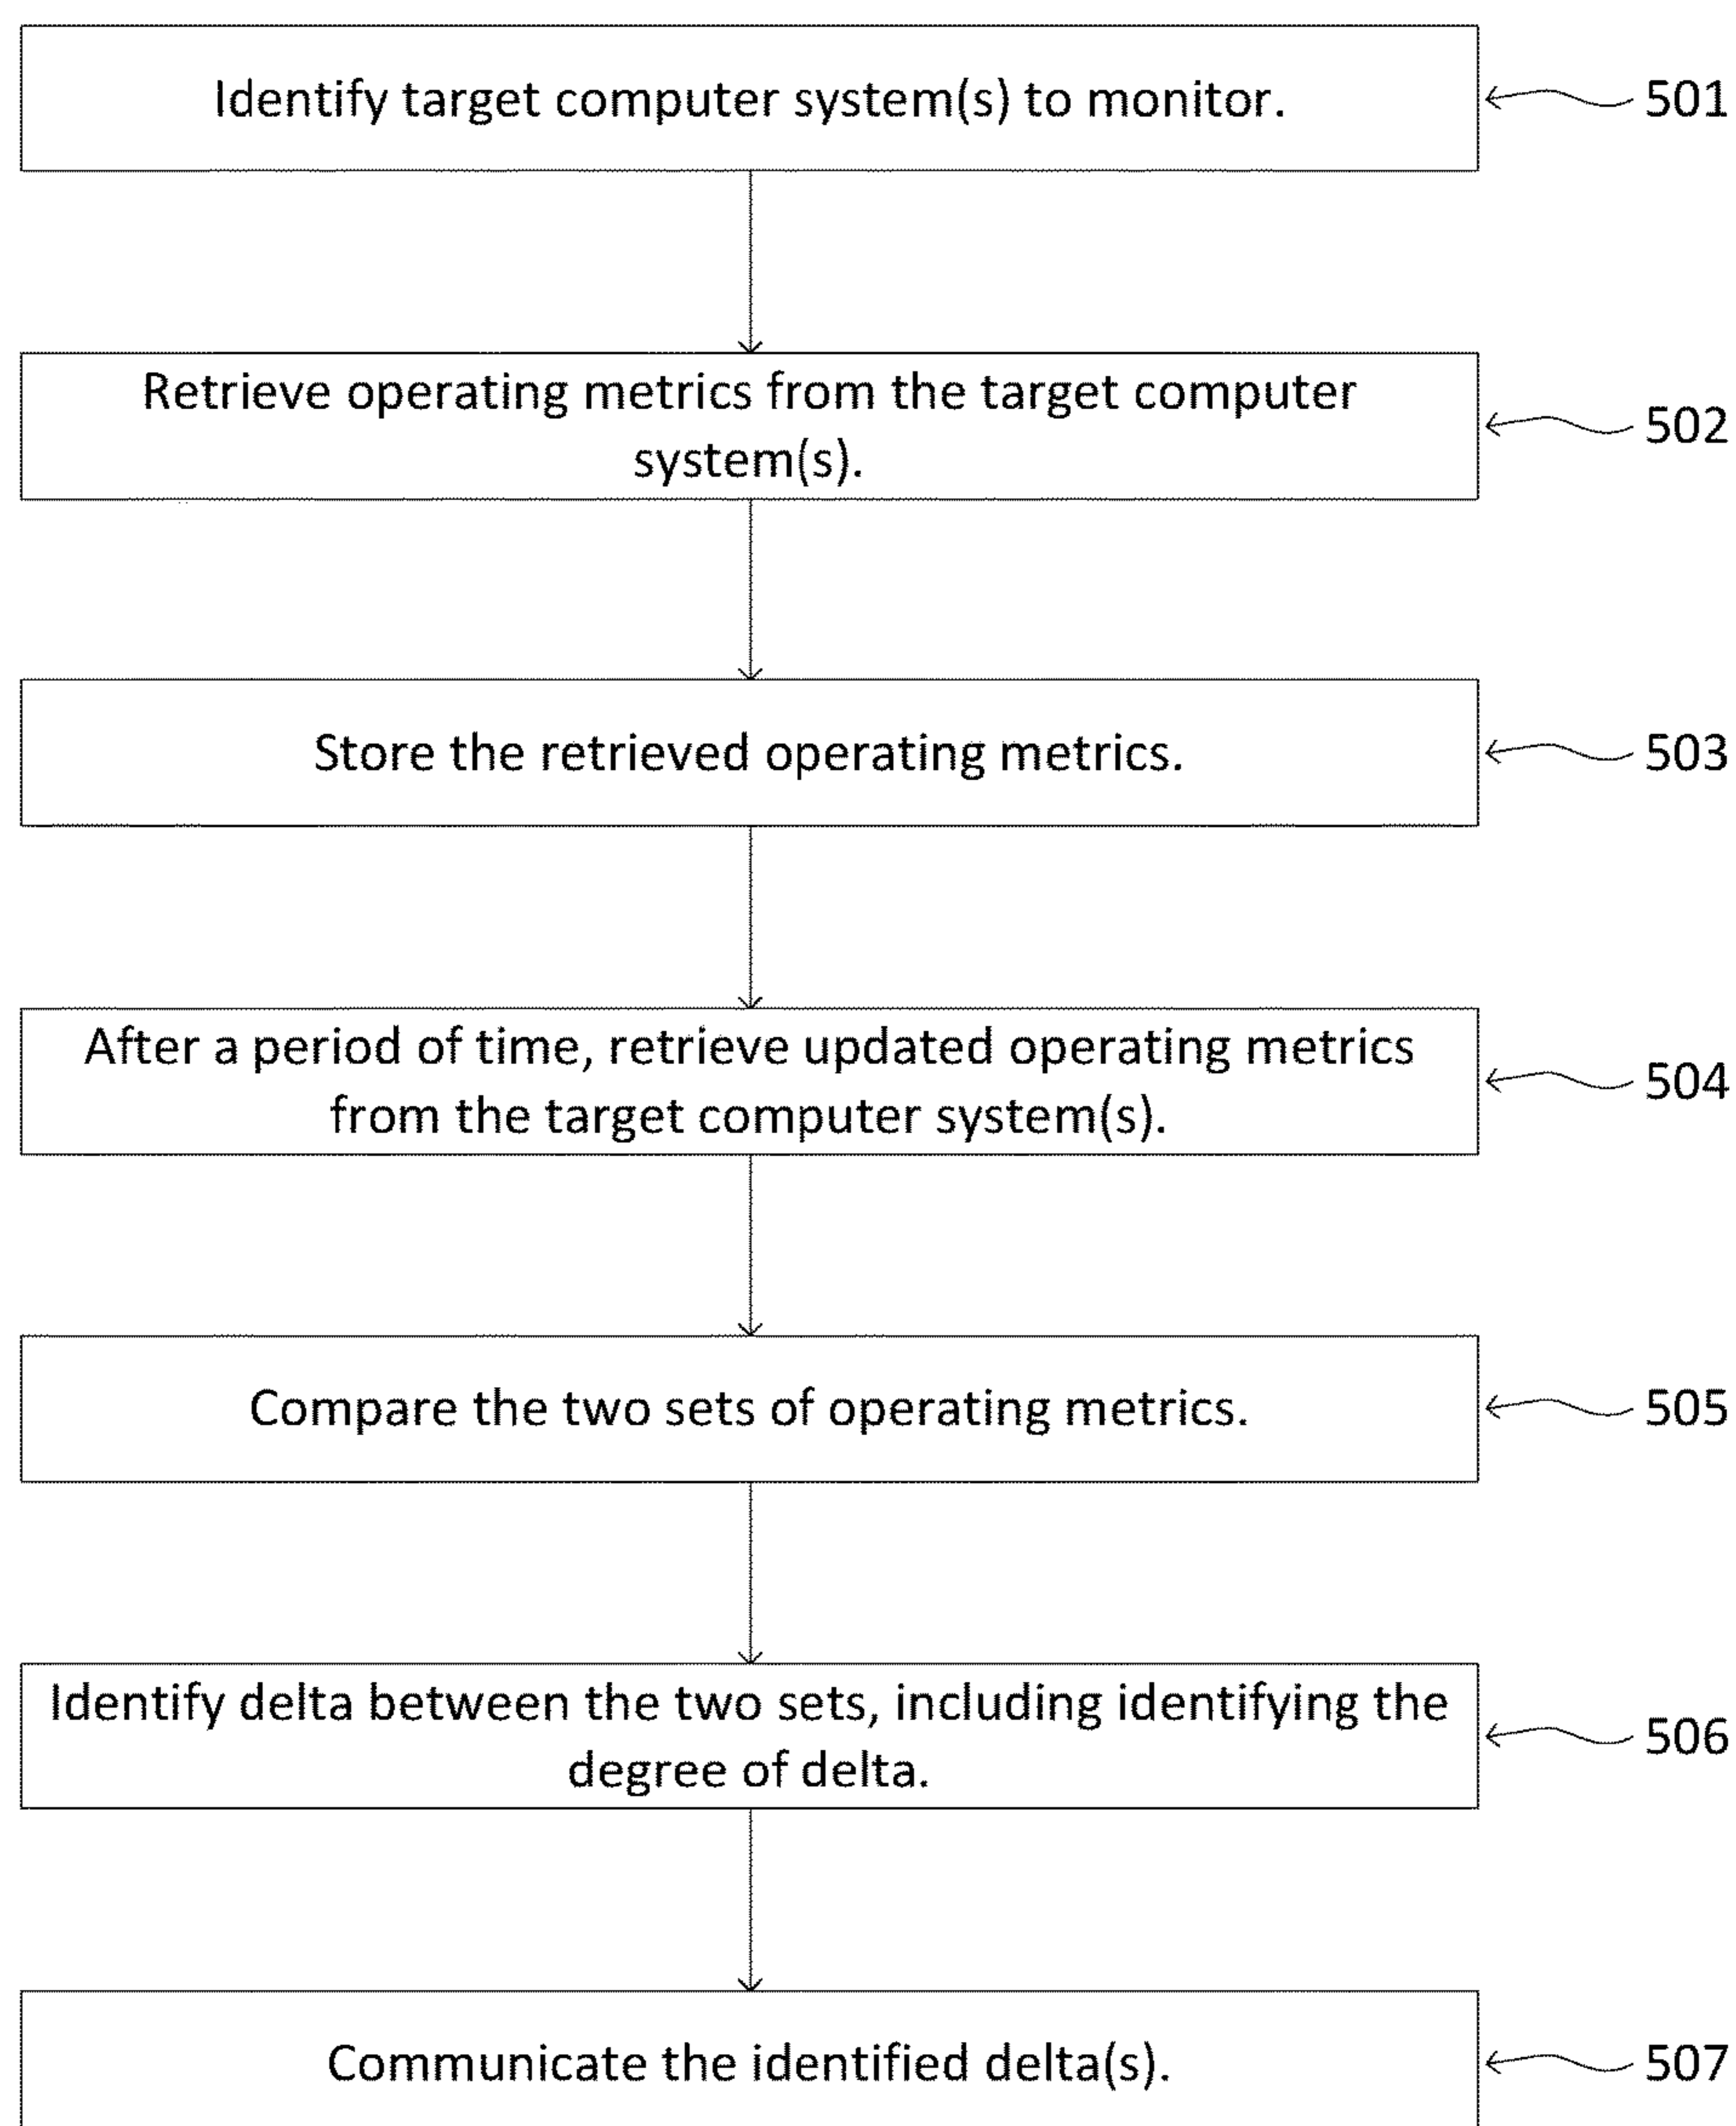 Identify target computer system(s) to monitor.
501
Retrieve operating metrics from the target computer
system(s).
502
Store the retrieved operating metrics.
503
After a period of time, retrieve updated operating metrics
from the target computer system(s).
504
Compare the two sets of operating metrics.
505
Identify delta between the two sets, including identifying the
degree of delta.
506
Communicate the identified delta(s).
507